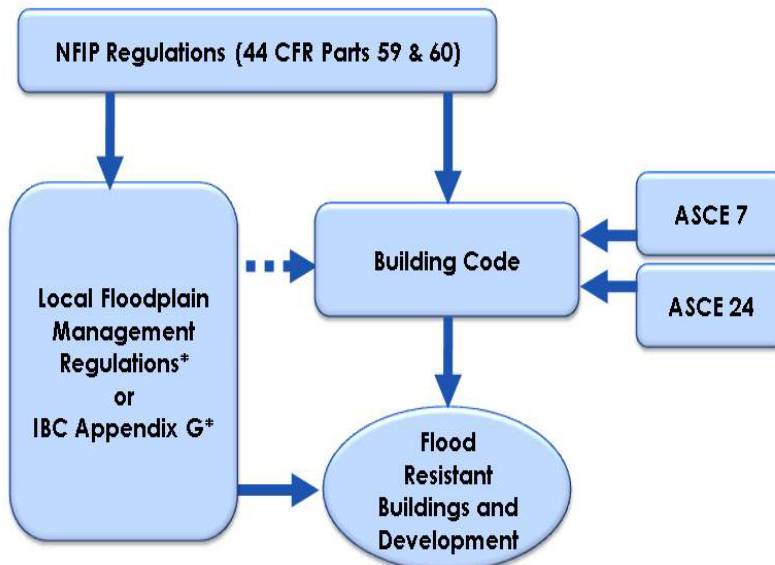 NFIP Regulations (44 CFR Parts 59 & 60)
Local Floodplain
Management
Regulations*
or
IBC Appendix G*
Building Code
ASCE 7
ASCE 24
Flood
Resistant
Buildings and
Development